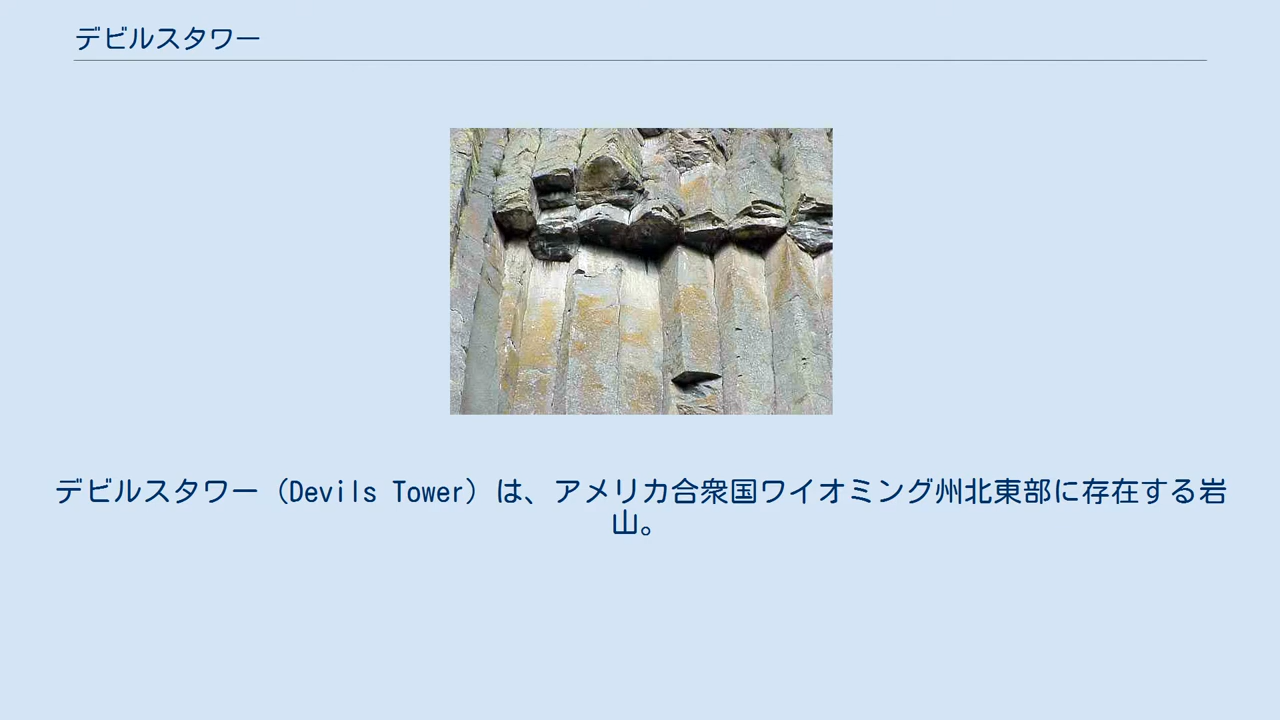 デビルスタワー
デビルスタワー（Devils Tower）は、アメリカ合衆国ワイオミング州北東部に存在する岩
山。